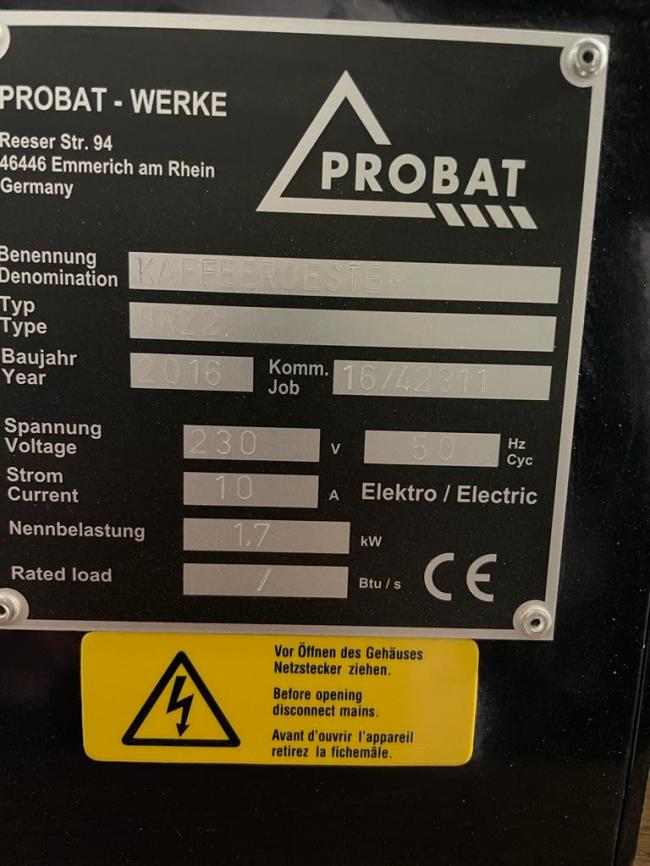 PROBAT - WERKE
Reeser Str. 94
46446 Emmerich am Rhein
Germany
PROBAT
Benennung
Denomination KAFFEEROESTER
Typ
Type BRZ2
Baujahr
Year 2016 Komm.
Job 16/42311
Spannung
Voltage 230 V 50 Hz
Cyc
Strom
Current 10 A Elektro / Electric
Nennbelastung 1,7 kW
Rated load / Btu / s CE
Vor Öffnen des Gehäuses
Netzstecker ziehen.
Before opening
disconnect mains.
Avant d'ouvrir l'appareil
retirez la fichemâle.